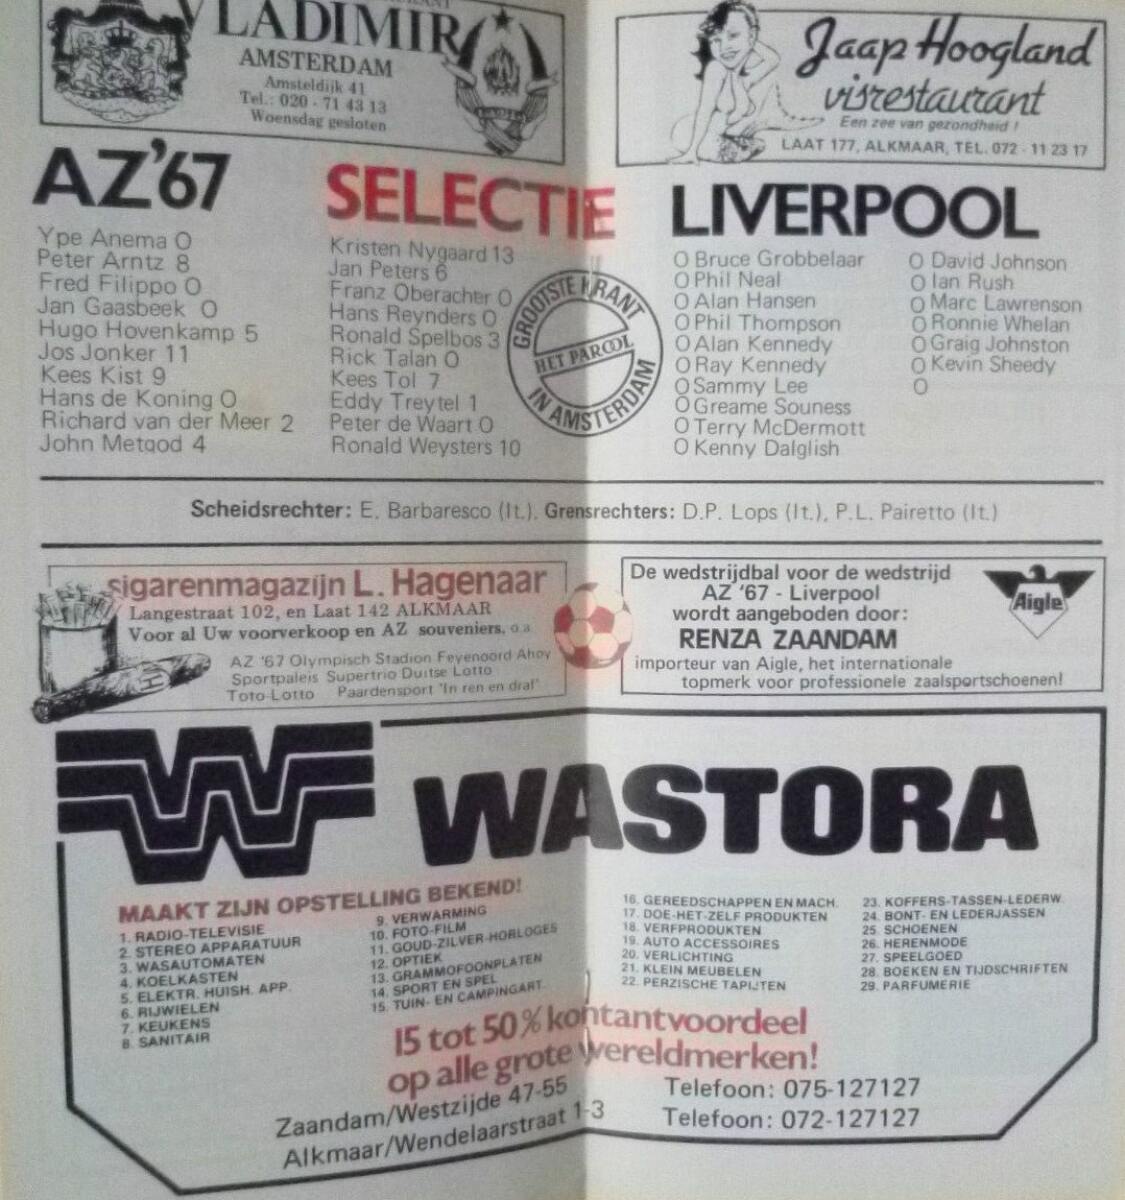 VLADIMIR
AMSTERDAM
Amsteldijk 41
Tel.: 020 - 71 43 13
Woensdag gesloten
Jaap Hoogland
visrestaurant
Een zee van gezondheid !
LAAT 177, ALKMAAR, TEL. 072 - 11 23 17
AZ'67
SELECTIE
LIVERPOOL
Ype Anema O
Peter Arntz 8
Fred Filippo O
Jan Gaasbeek O
Hugo Hovenkamp 5
Jos Jonker 11
Kees Kist 9
Hans de Koning O
Richard van der Meer 2
John Metgod 4
Kristen Nygaard 13
Jan Peters 6
Franz Oberacher O
Hans Reynders O
Ronald Spelbos 3
Rick Talan O
Kees Tol 7
Eddy Treytel 1
Peter de Waart O
Ronald Weysters 10
GROOTSTE KRANT
HET PAROOL
IN AMSTERDAM
O Bruce Grobbelaar
O Phil Neal
O Alan Hansen
O Phil Thompson
O Alan Kennedy
O Ray Kennedy
O Sammy Lee
O Greame Souness
O Terry McDermott
O Kenny Dalglish
O David Johnson
O Ian Rush
O Marc Lawrenson
O Ronnie Whelan
O Graig Johnston
O Kevin Sheedy
O
Scheidsrechter: E. Barbaresco (It.), Grensrechters: D.P. Lops (It.), P.L. Pairetto (It.)
sigarenmagazijn L. Hagenaar
Langestraat 102, en Laat 142 ALKMAAR
Voor al Uw voorverkoop en AZ souveniers, o.a.
AZ '67 Olympisch Stadion Feyenoord Ahoy
Sportpaleis Supertrio Duitse Lotto
Toto-Lotto Paardensport 'In ren en draf'
De wedstrijdbal voor de wedstrijd
AZ '67 - Liverpool
wordt aangeboden door:
RENZA ZAANDAM
importeur van Aigle, het internationale
topmerk voor professionele zaalsportschoenen!
Aigle
WASTORA
MAAKT ZIJN OPSTELLING BEKEND!
1. RADIO-TELEVISIE
2. STEREO APPARATUUR
3. WASAUTOMATEN
4. KOELKASTEN
5. ELEKTR. HUISH. APP.
6. RIJWIELEN
7. KEUKENS
8. SANITAIR
9. VERWARMING
10. FOTO-FILM
11. GOUD-ZILVER-HORLOGES
12. OPTIEK
13. GRAMMOFOONPLATEN
14. SPORT EN SPEL
15. TUIN- EN CAMPINGART.
16. GEREEDSCHAPPEN EN MACH.
17. DOE-HET-ZELF PRODUKTEN
18. VERFPRODUKTEN
19. AUTO ACCESSOIRES
20. VERLICHTING
21. KLEIN MEUBELEN
22. PERZISCHE TAPIJTEN
23. KOFFERS-TASSEN-LEDERW.
24. BONT- EN LEDERJASSEN
25. SCHOENEN
26. HERENMODE
27. SPEELGOED
28. BOEKEN EN TIJDSCHRIFTEN
29. PARFUMERIE
15 tot 50% kontantvoordeel
op alle grote wereldmerken!
Zaandam/Westzijde 47-55 Telefoon: 075-127127
Alkmaar/Wendelaarstraat 1-3 Telefoon: 072-127127